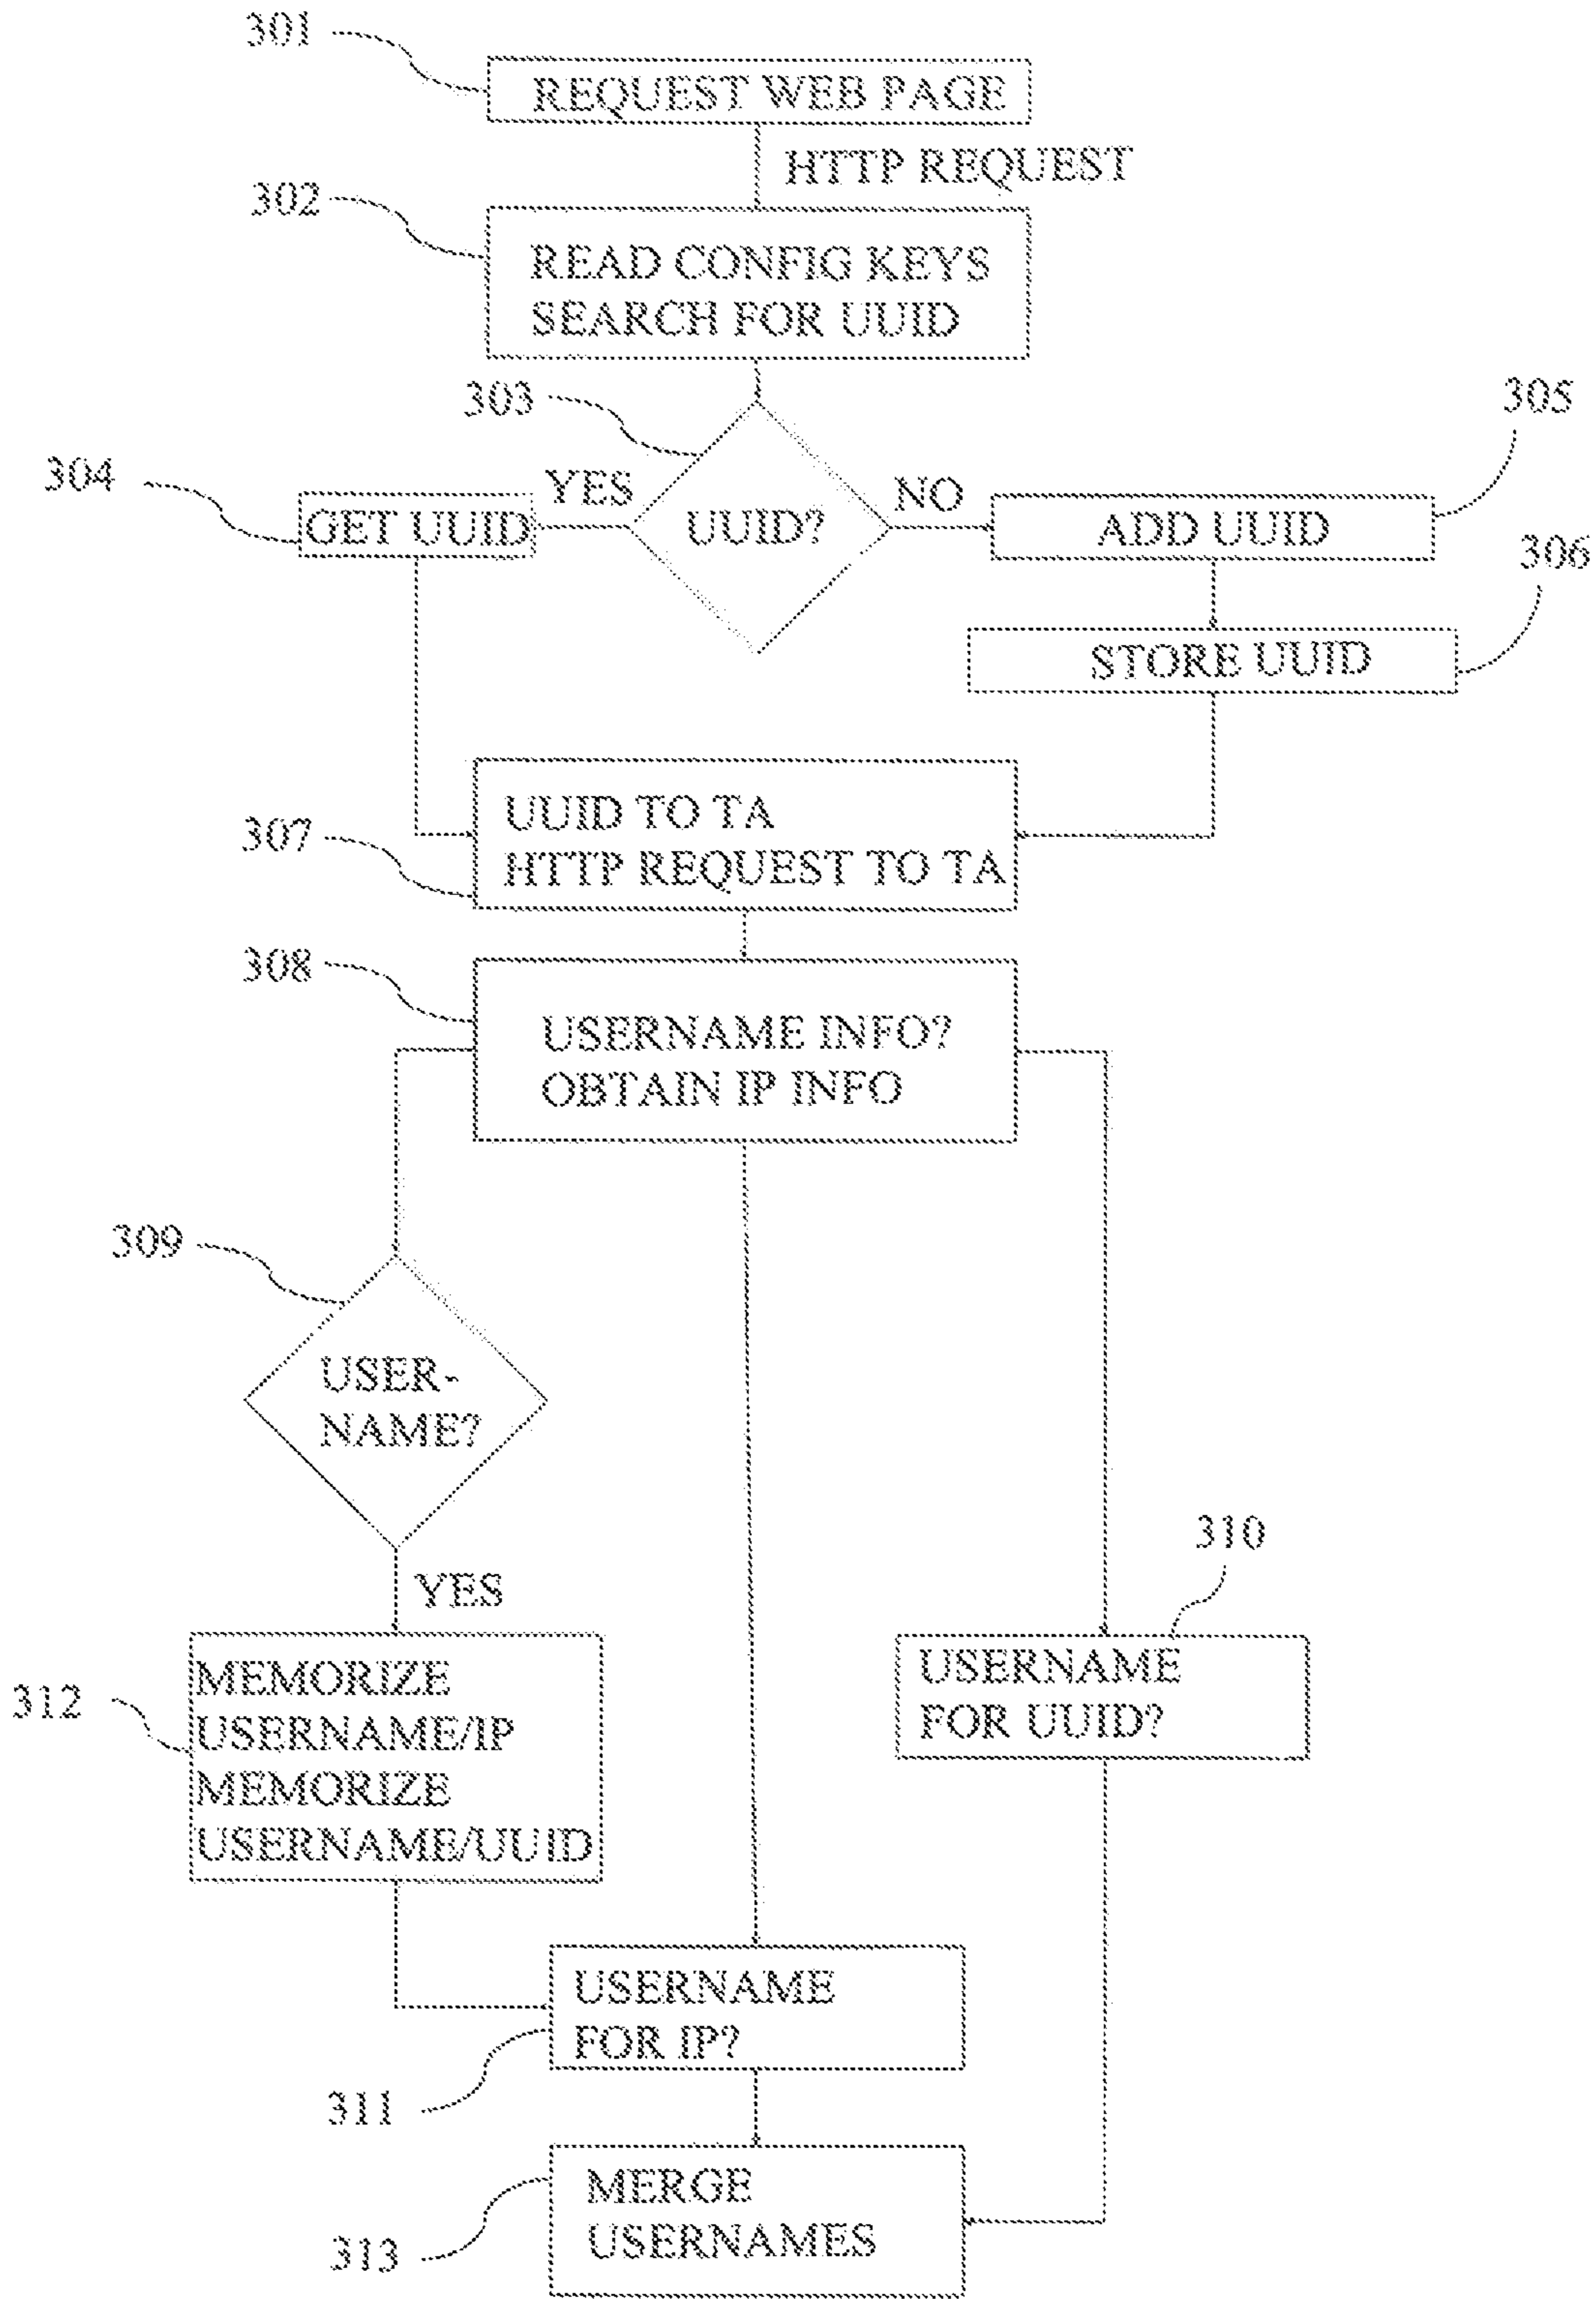 301
REQUEST WEB PAGE
HTTP REQUEST
302
READ CONFIG KEYS
SEARCH FOR UUID
303
304
YES
NO
305
GET UUID
UUID?
ADD UUID
306
STORE UUID
307
UUID TO TA
HTTP REQUEST TO TA
308
USERNAME INFO?
OBTAIN IP INFO
309
USER-
NAME?
YES
310
USERNAME
FOR UUID?
312
MEMORIZE
USERNAME/IP
MEMORIZE
USERNAME/UUID
USERNAME
FOR IP?
311
MERGE
USERNAMES
313